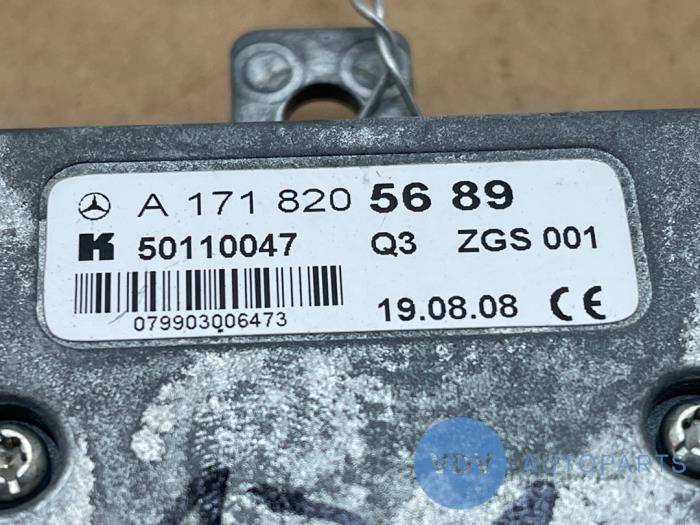 A 171 820 56 89
K 50110047 Q3 ZGS 001
079903006473 19.08.08 CE
VDV AUTOPARTS